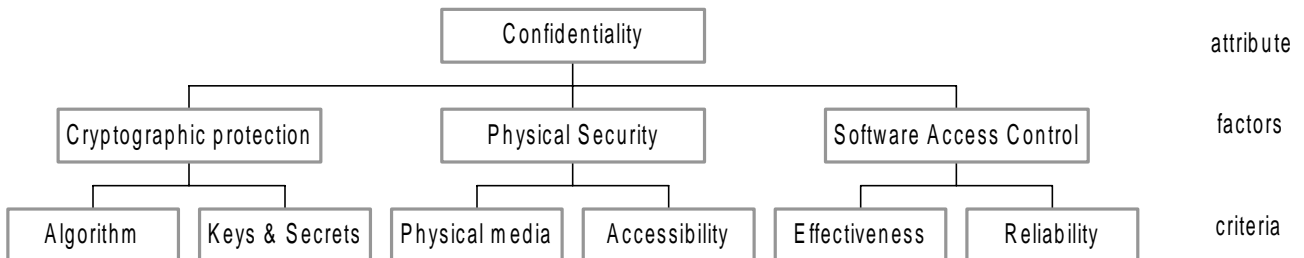 Confidentiality
attribute
Cryptographic protection
Physical Security
Software Access Control
factors
Algorithm
Keys & Secrets
Physical media
Accessibility
Effectiveness
Reliability
criteria